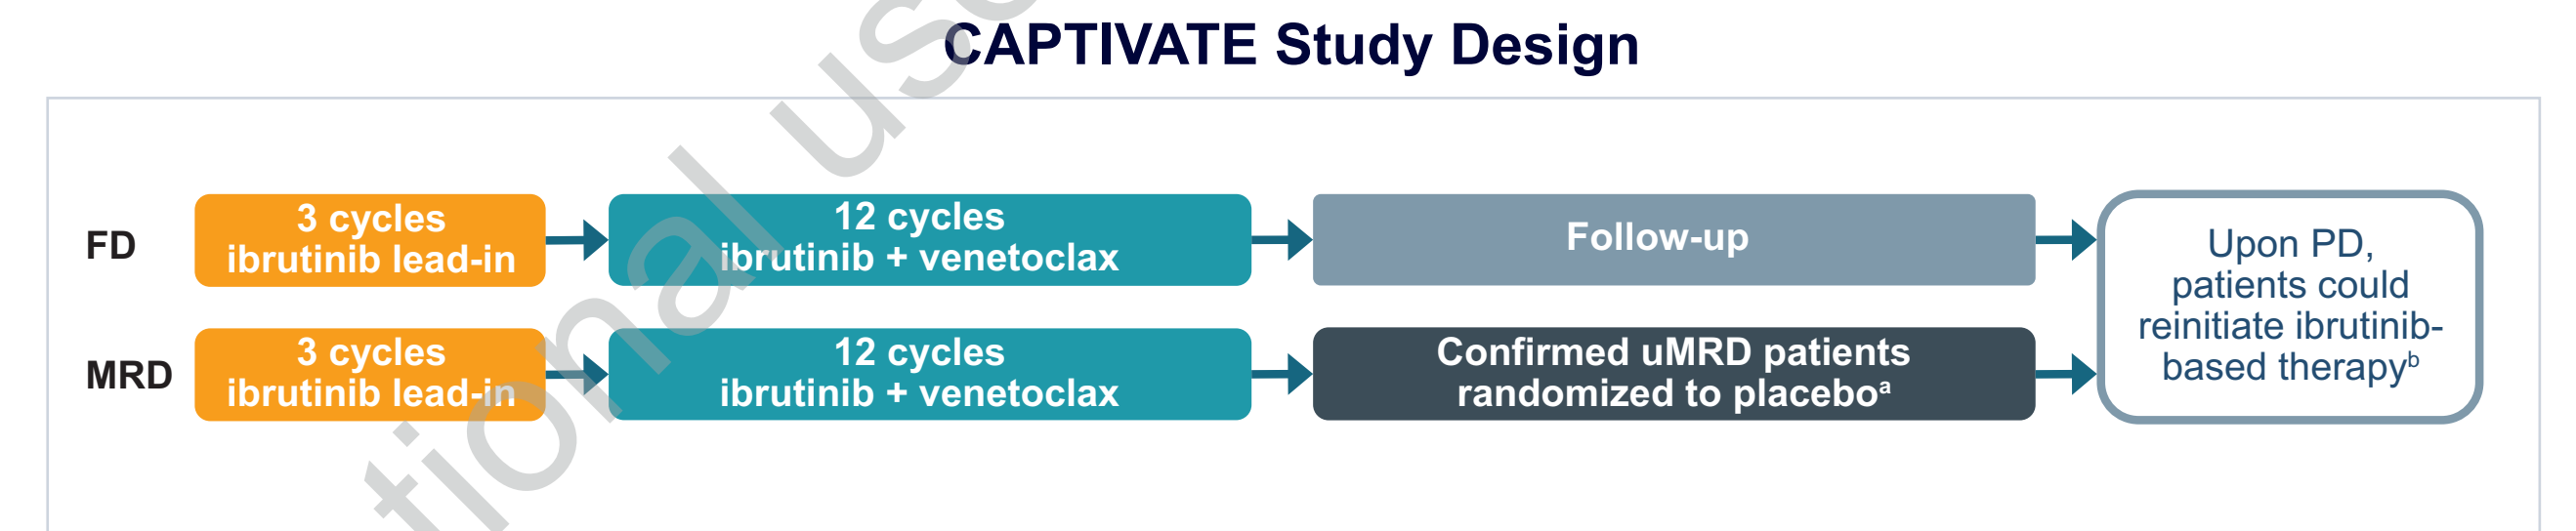 CAPTIVATE Study Design
FD
3 cycles
ibrutinib lead-in
12 cycles
ibrutinib + venetoclax
Follow-up
MRD
3 cycles
ibrutinib lead-in
12 cycles
ibrutinib + venetoclax
Confirmed uMRD patients
randomized to placeboᵃ
Upon PD,
patients could
reinitiate ibrutinib-
based therapyᵇ
tional use